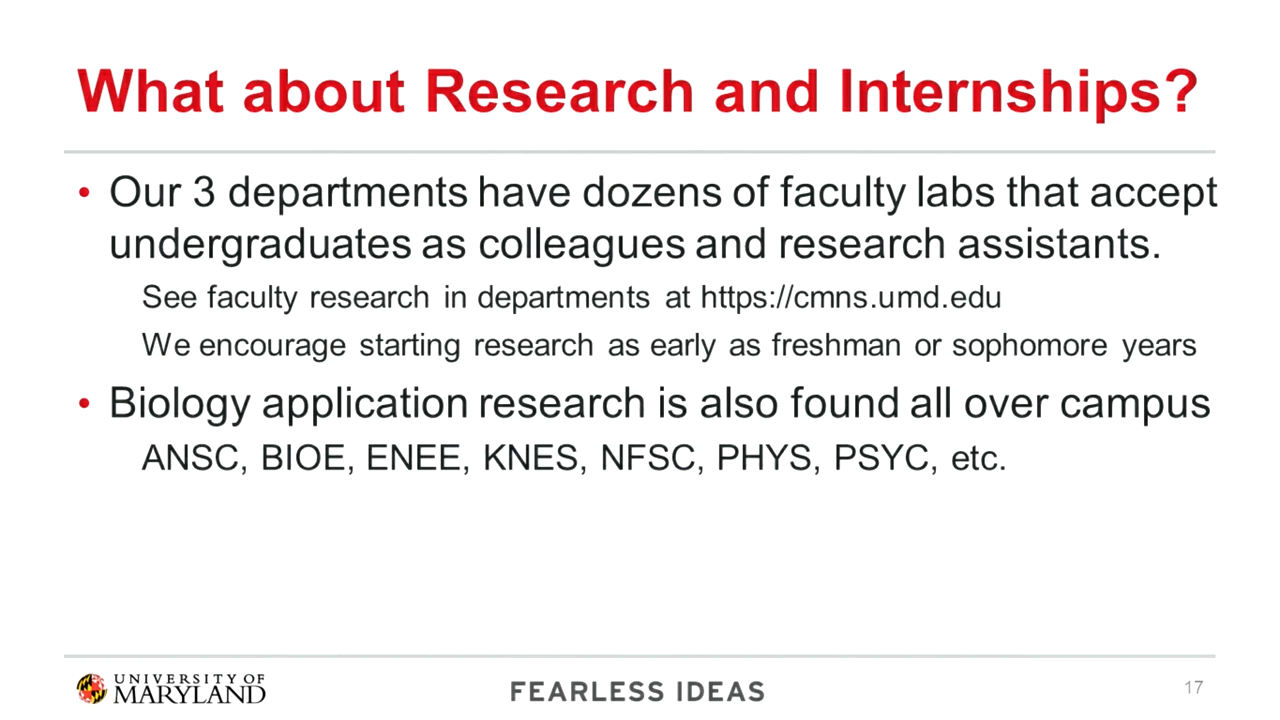 What about Research and Internships?
• Our 3 departments have dozens of faculty labs that accept
undergraduates as colleagues and research assistants.
See faculty research in departments at https://cmns.umd.edu
We encourage starting research as early as freshman or sophomore years
• Biology application research is also found all over campus
ANSC, BIOE, ENEE, KNES, NFSC, PHYS, PSYC, etc.
UNIVERSITY OF
MARYLAND
FEARLESS IDEAS
17